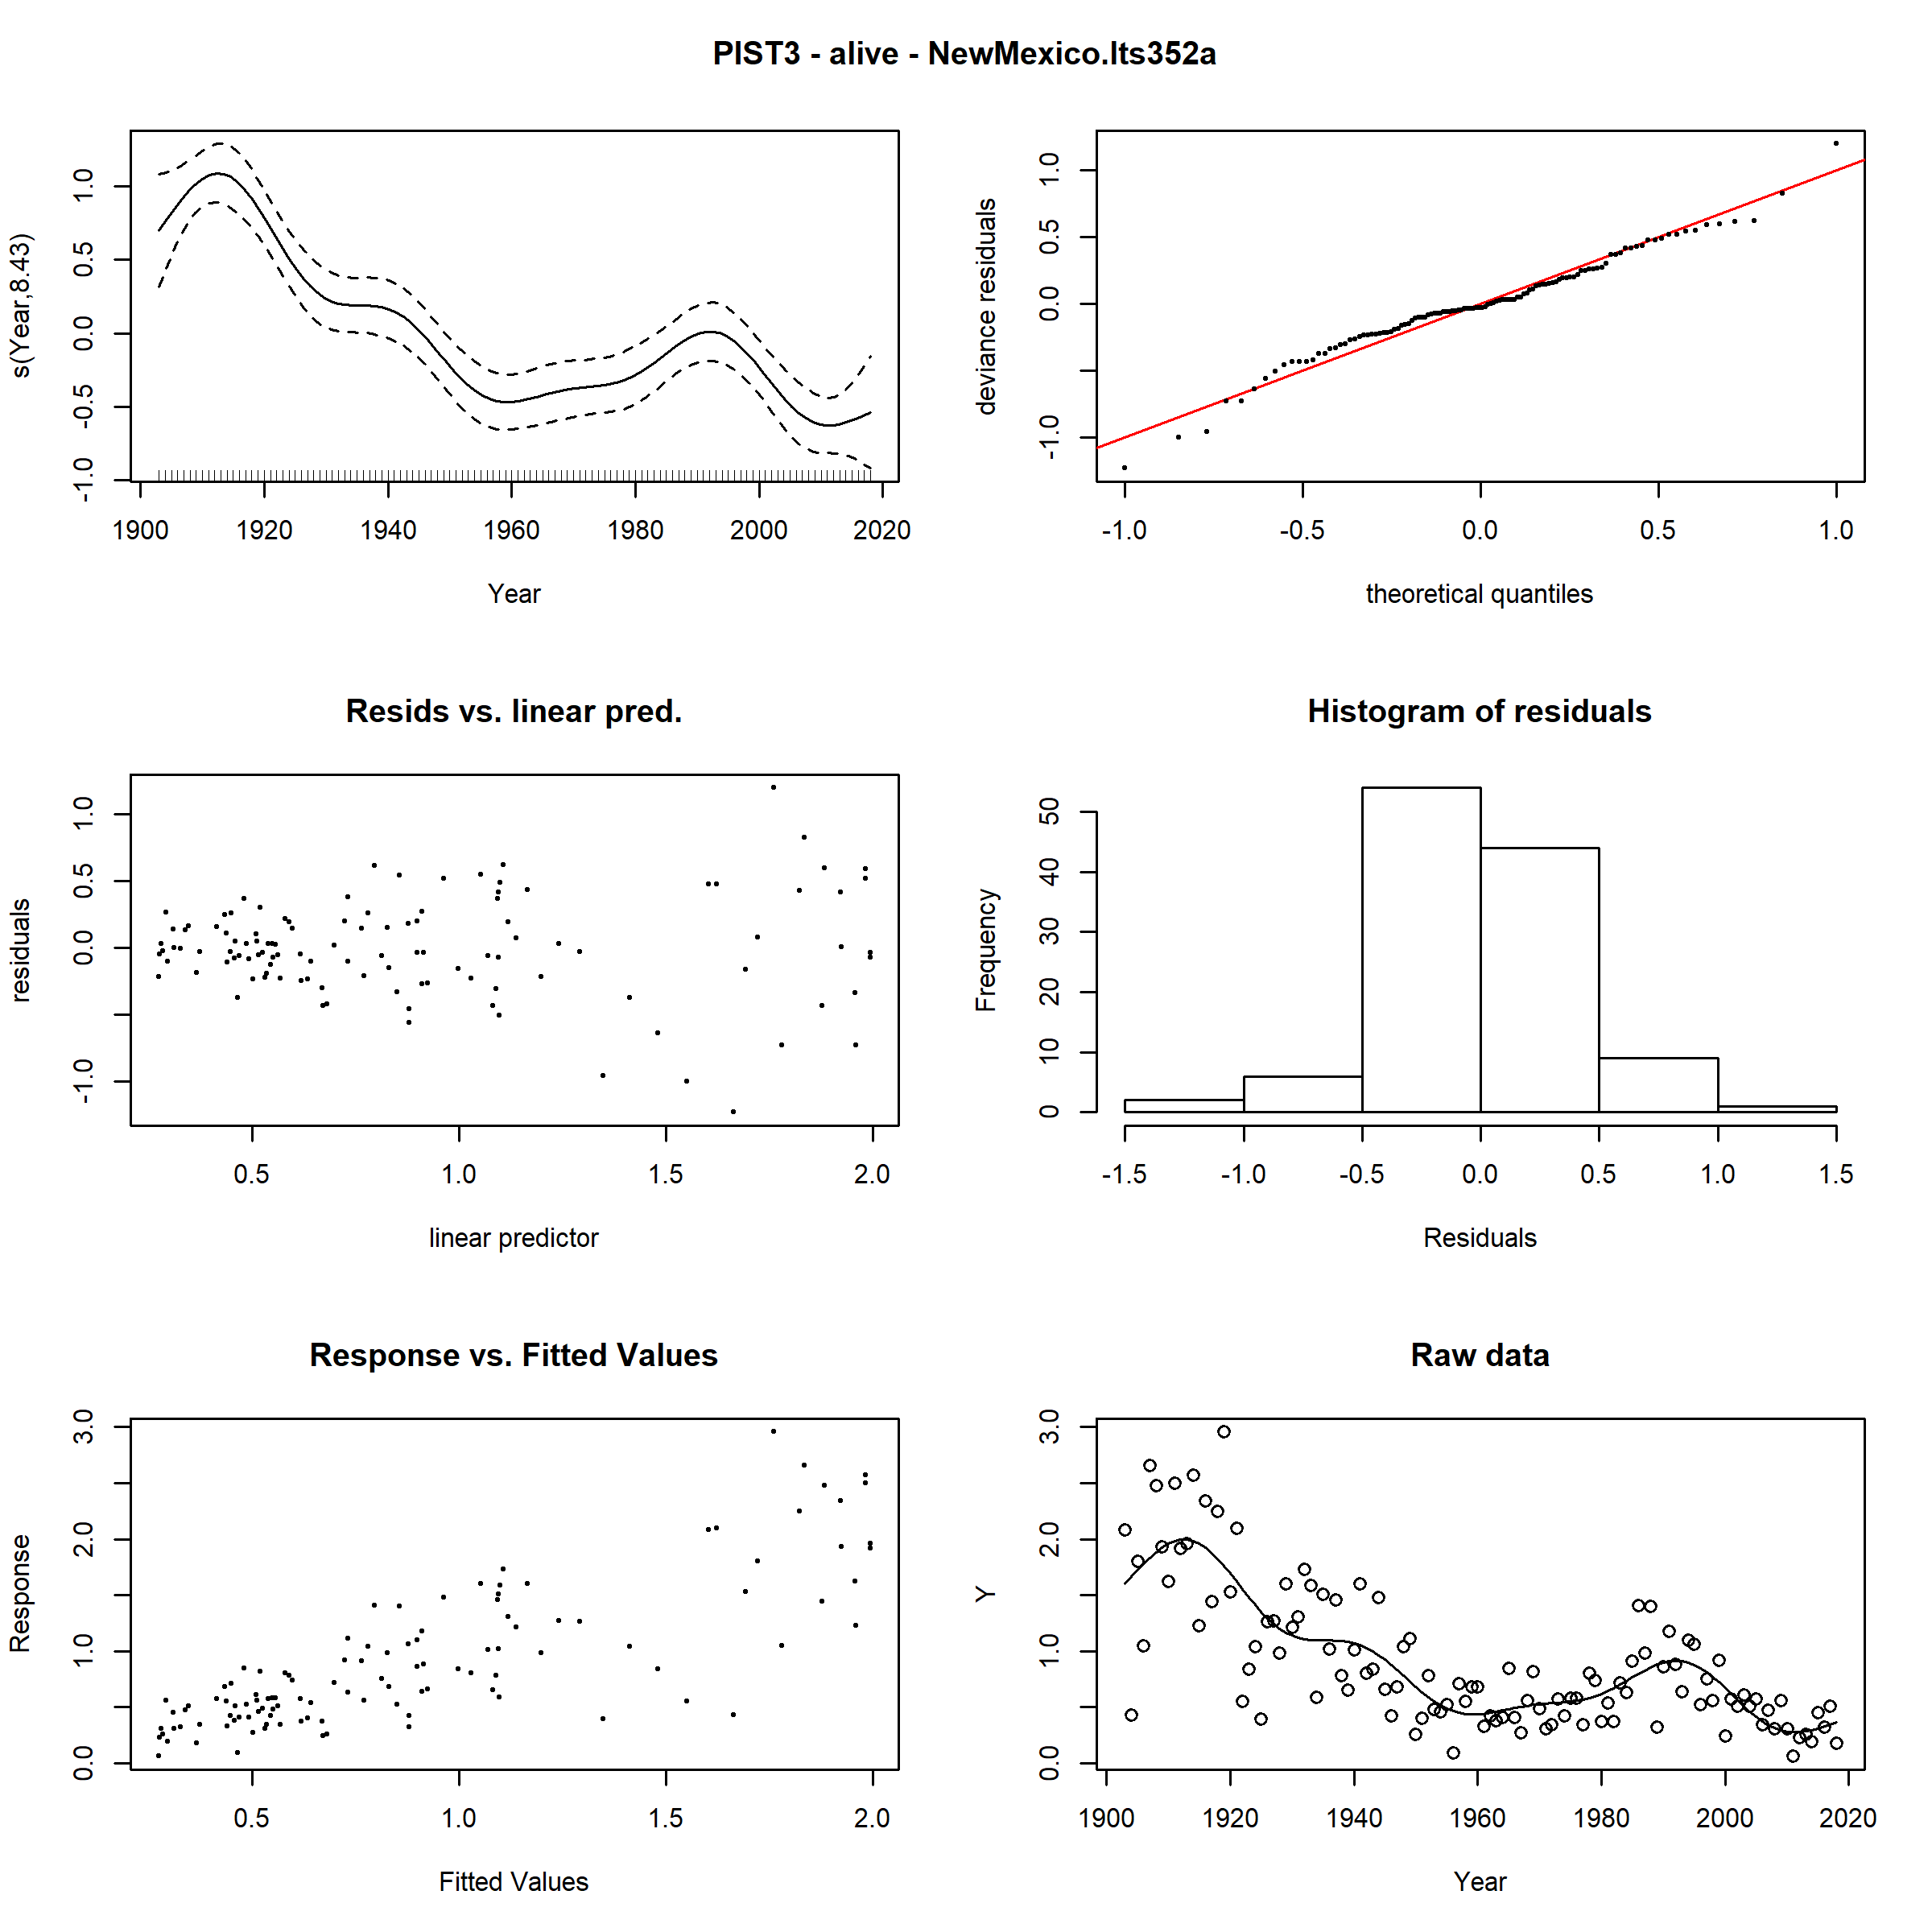 PIST3 - alive - NewMexico.lts352a
s(Year,8.43)
-1.0 -0.5 0.0 0.5 1.0
1900 1920 1940 1960 1980 2000 2020
Year
deviance residuals
-1.0 0.0 0.5 1.0
-1.0 -0.5 0.0 0.5 1.0
theoretical quantiles
Resids vs. linear pred.
residuals
-1.0 0.0 0.5 1.0
0.5 1.0 1.5 2.0
linear predictor
Histogram of residuals
Frequency
0 10 20 30 40 50
-1.5 -1.0 -0.5 0.0 0.5 1.0 1.5
Residuals
Response vs. Fitted Values
Response
0.0 1.0 2.0 3.0
0.5 1.0 1.5 2.0
Fitted Values
Raw data
Y
0.0 1.0 2.0 3.0
1900 1920 1940 1960 1980 2000 2020
Year